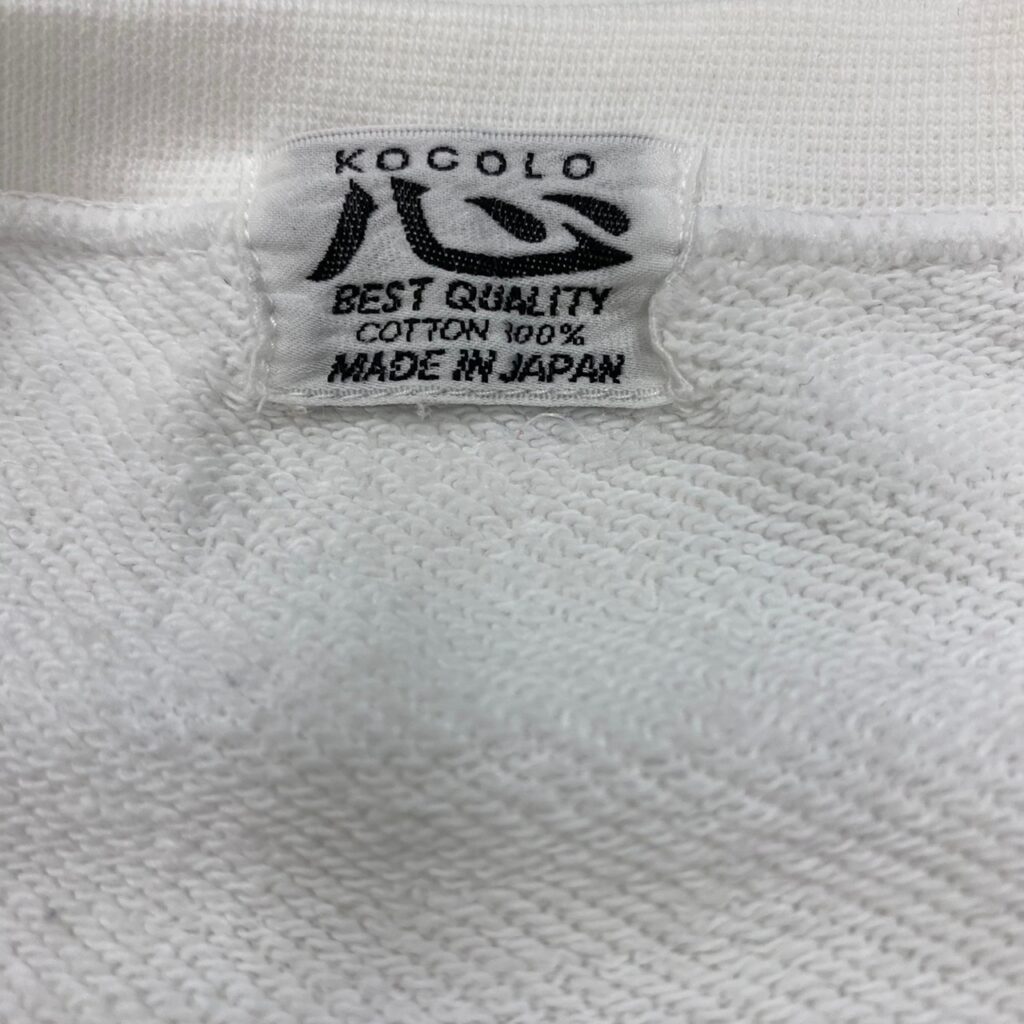 KOCOLO
心
BEST QUALITY
COTTON 100%
MADE IN JAPAN